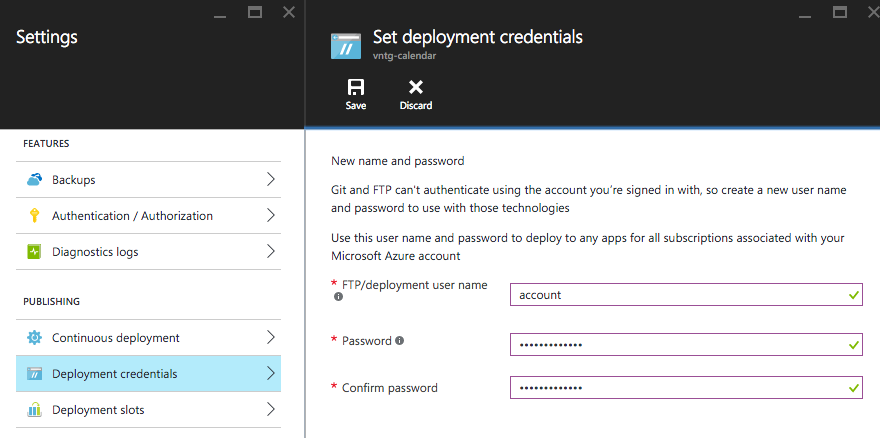 Settings
Set deployment credentials
vntg-calendar
Save
Discard
FEATURES
Backups
Authentication / Authorization
Diagnostics logs
PUBLISHING
Continuous deployment
Deployment credentials
Deployment slots
New name and password
Git and FTP can't authenticate using the account you're signed in with, so create a new user name
and password to use with those technologies
Use this user name and password to deploy to any apps for all subscriptions associated with your
Microsoft Azure account
* FTP/deployment user name
account
* Password
•••••••••••••
* Confirm password
•••••••••••••